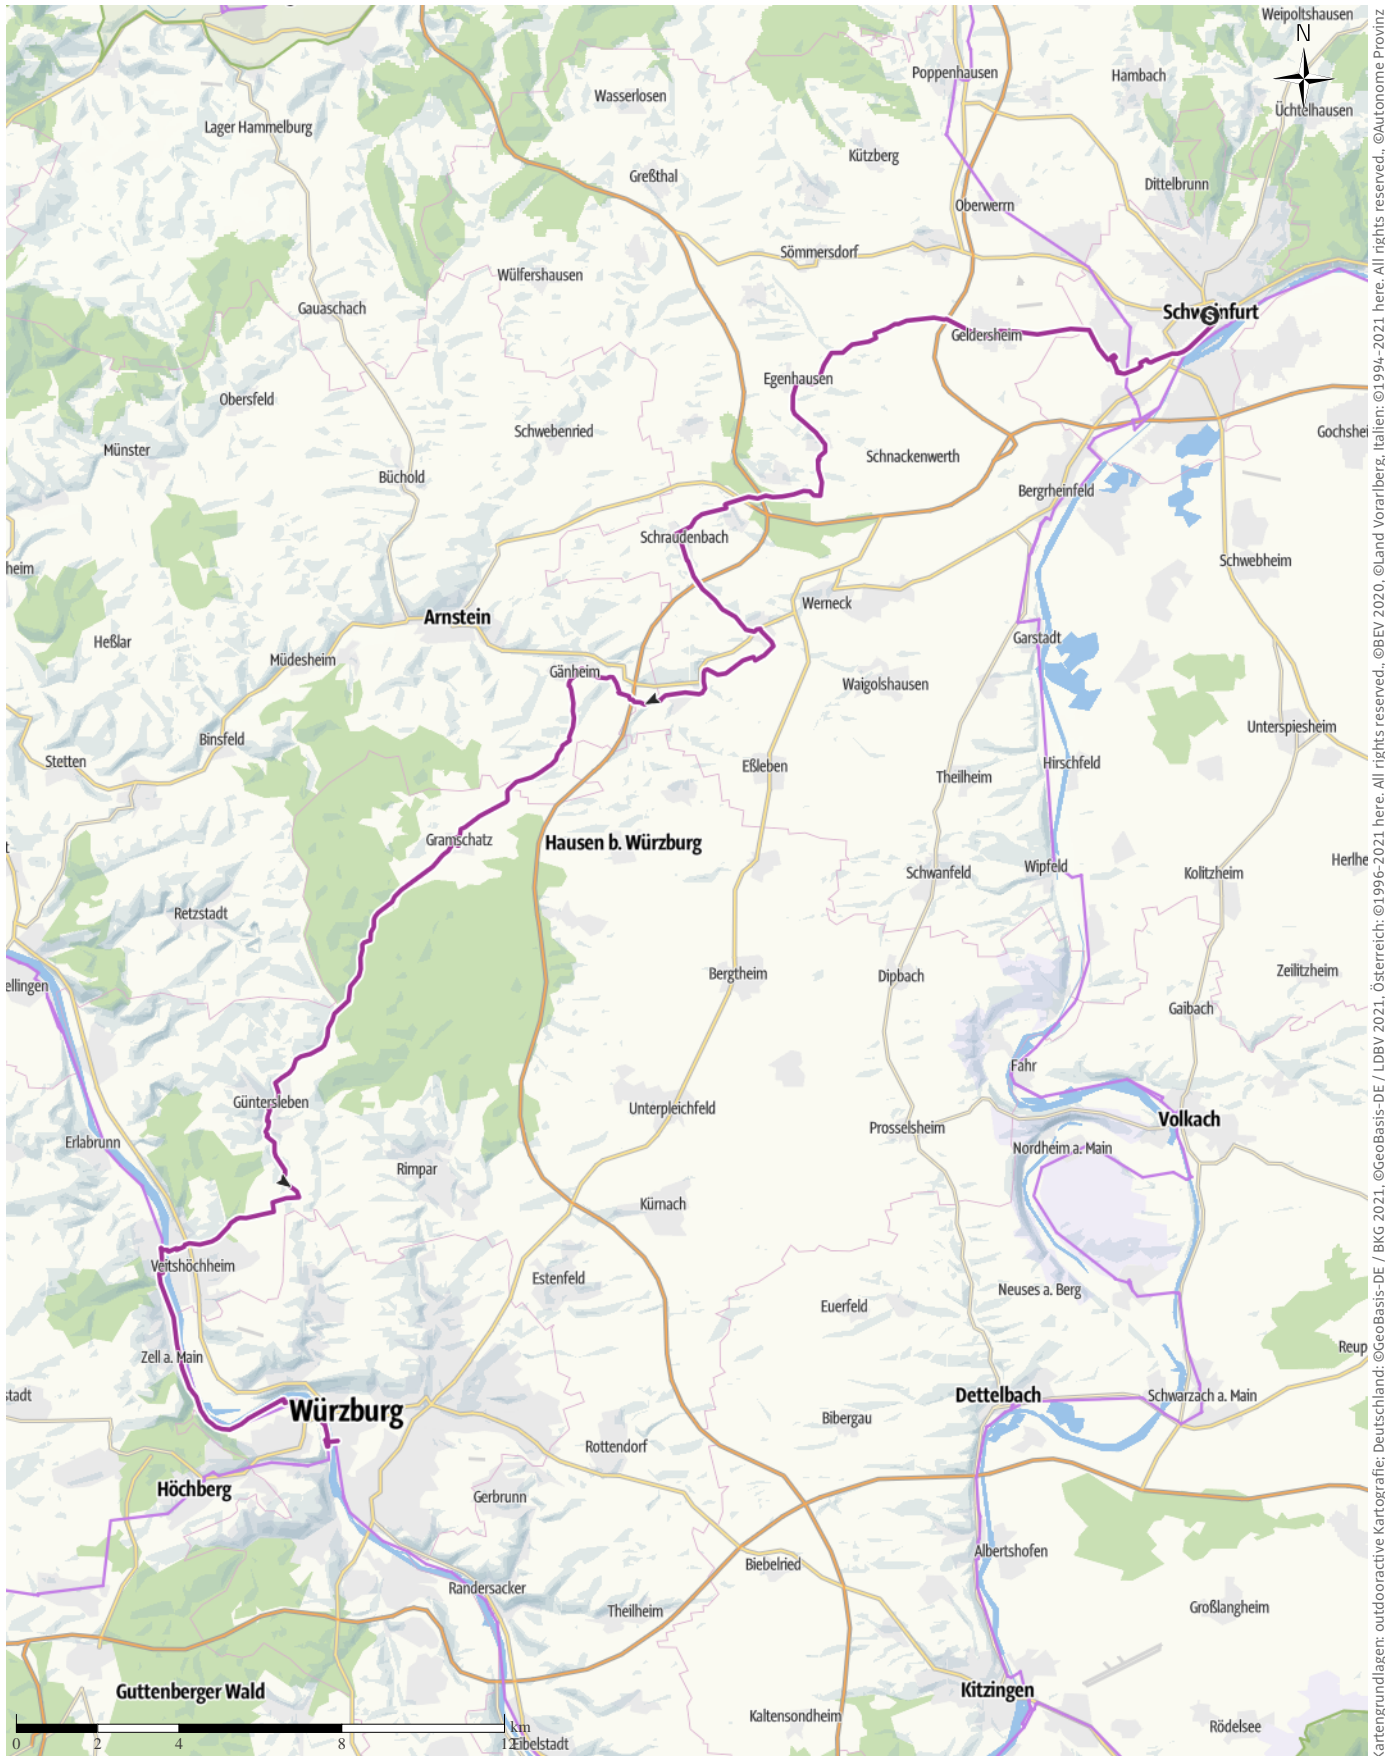 Weipoltshausen
N
Poppenhausen
Hambach
Wasserlosen
Üchtelhausen
Lager Hammelburg
Kützberg
Greßthal
Dittelbrunn
Oberwerrn
Sömmersdorf
Wülfershausen
Gauaschach
Schweinfurt
S
Geldersheim
Egenhausen
Obersfeld
Schwebenried
Gochshei
Münster
Schnackenwerth
Büchold
Bergrheinfeld
Schraudenbach
Schwebheim
heim
Werneck
Arnstein
Heßlar
Garstadt
Müdesheim
Gänheim
Waigolshausen
Unterspiesheim
Binsfeld
Stetten
Hirschfeld
Eßleben
Theilheim
Gramschatz
Hausen b. Würzburg
Herlhe
t
Wipfeld
Schwanfeld
Kolitzheim
Retzstadt
Zeilitzheim
Bergtheim
Dipbach
ellingen
Gaibach
Fahr
Güntersleben
Unterpleichfeld
Volkach
Prosselsheim
Erlabrunn
Nordheim a. Main
Rimpar
Kürnach
Veitshöchheim
Estenfeld
Neuses a. Berg
Euerfeld
Reup
Zell a. Main
stadt
Dettelbach
Schwarzach a. Main
Würzburg
Bibergau
Rottendorf
Höchberg
Gerbrunn
Albertshofen
Biebelried
Randersacker
Theilheim
Großlangheim
Guttenberger Wald
Kitzingen
Kaltensondheim
Rödelsee
km
0 2 4 8 12
Eibelstadt
artengrundlagen: outdooractive Kartografie; Deutschland: ©GeoBasis-DE / BKG 2021, ©GeoBasis-DE / LDBV 2021, Österreich: ©1996-2021 here. All rights reserved., ©BEV 2020, ©Land Vorarlberg, Italien: ©1994-2021 here. All rights reserved., ©Autonome Provinz